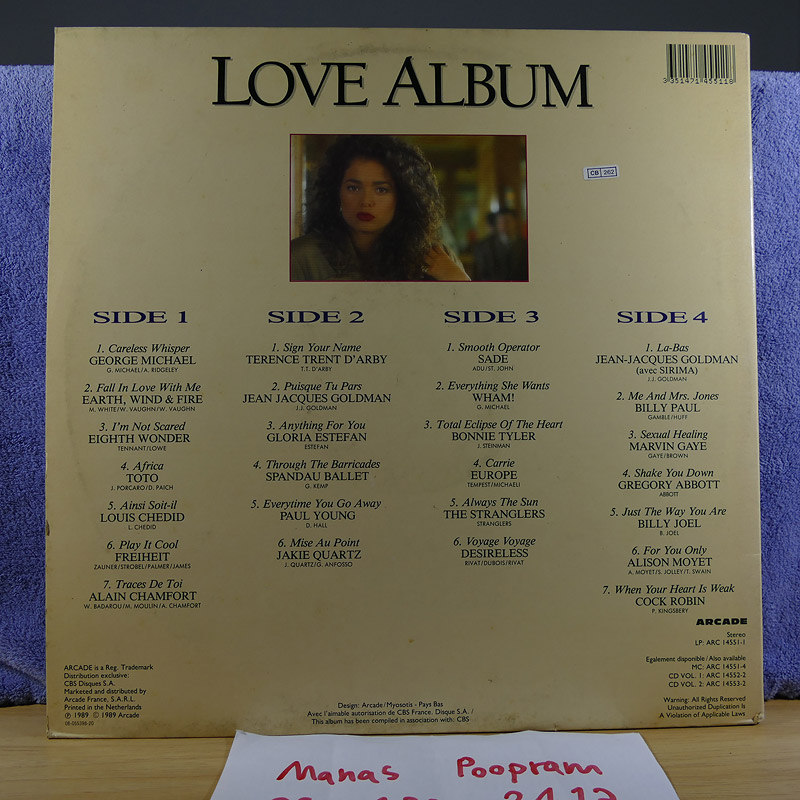 LOVE ALBUM
3 351471 455118
CB 262
SIDE 1
1. Careless Whisper
GEORGE MICHAEL
G. MICHAEL/A. RIDGELEY
2. Fall In Love With Me
EARTH, WIND & FIRE
M. WHITE/W. VAUGHN/W. VAUGHN
3. I'm Not Scared
EIGHTH WONDER
TENNANT/LOWE
4. Africa
TOTO
J. PORCARO/D. PAICH
5. Ainsi Soit-il
LOUIS CHEDID
L. CHEDID
6. Play It Cool
FREIHEIT
ZAUNER/STROBEL/PALMER/JAMES
7. Traces De Toi
ALAIN CHAMFORT
W. BADAROU/M. MOULIN/A. CHAMFORT
SIDE 2
1. Sign Your Name
TERENCE TRENT D'ARBY
T.T. D'ARBY
2. Puisque Tu Pars
JEAN JACQUES GOLDMAN
J.J. GOLDMAN
3. Anything For You
GLORIA ESTEFAN
ESTEFAN
4. Through The Barricades
SPANDAU BALLET
G. KEMP
5. Everytime You Go Away
PAUL YOUNG
D. HALL
6. Mise Au Point
JAKIE QUARTZ
J. QUARTZ/G. ANFOSSO
SIDE 3
1. Smooth Operator
SADE
ADU/ST. JOHN
2. Everything She Wants
WHAM!
G. MICHAEL
3. Total Eclipse Of The Heart
BONNIE TYLER
J. STEINMAN
4. Carrie
EUROPE
TEMPEST/MICHAELI
5. Always The Sun
THE STRANGLERS
STRANGLERS
6. Voyage Voyage
DESIRELESS
RIVAT/DUBOIS/RIVAT
SIDE 4
1. La-Bas
JEAN-JACQUES GOLDMAN
(avec SIRIMA)
J.J. GOLDMAN
2. Me And Mrs. Jones
BILLY PAUL
GAMBLE/HUFF
3. Sexual Healing
MARVIN GAYE
GAYE/BROWN
4. Shake You Down
GREGORY ABBOTT
ABBOTT
5. Just The Way You Are
BILLY JOEL
B. JOEL
6. For You Only
ALISON MOYET
A. MOYET/S. JOLLEY/T. SWAIN
7. When Your Heart Is Weak
COCK ROBIN
P. KINGSBERY
ARCADE
Stereo
LP: ARC 14551-1
Egalement disponible/Also available
MC: ARC 14551-4
CD VOL. 1: ARC 14552-2
CD VOL. 2: ARC 14553-2
Warning: All Rights Reserved
Unauthorized Duplication Is
A Violation of Applicable Laws
ARCADE is a Reg. Trademark
Distribution exclusive:
CBS Disques S.A.
Marketed and distributed by
Arcade France, S.A.R.L.
Printed in the Netherlands
℗ 1989 © 1989 Arcade
Design: Arcade/Myosotis - Pays Bas
Avec l'aimable autorisation de CBS France. Disque S.A. /
This album has been compiled in association with: CBS
Manas Poopram